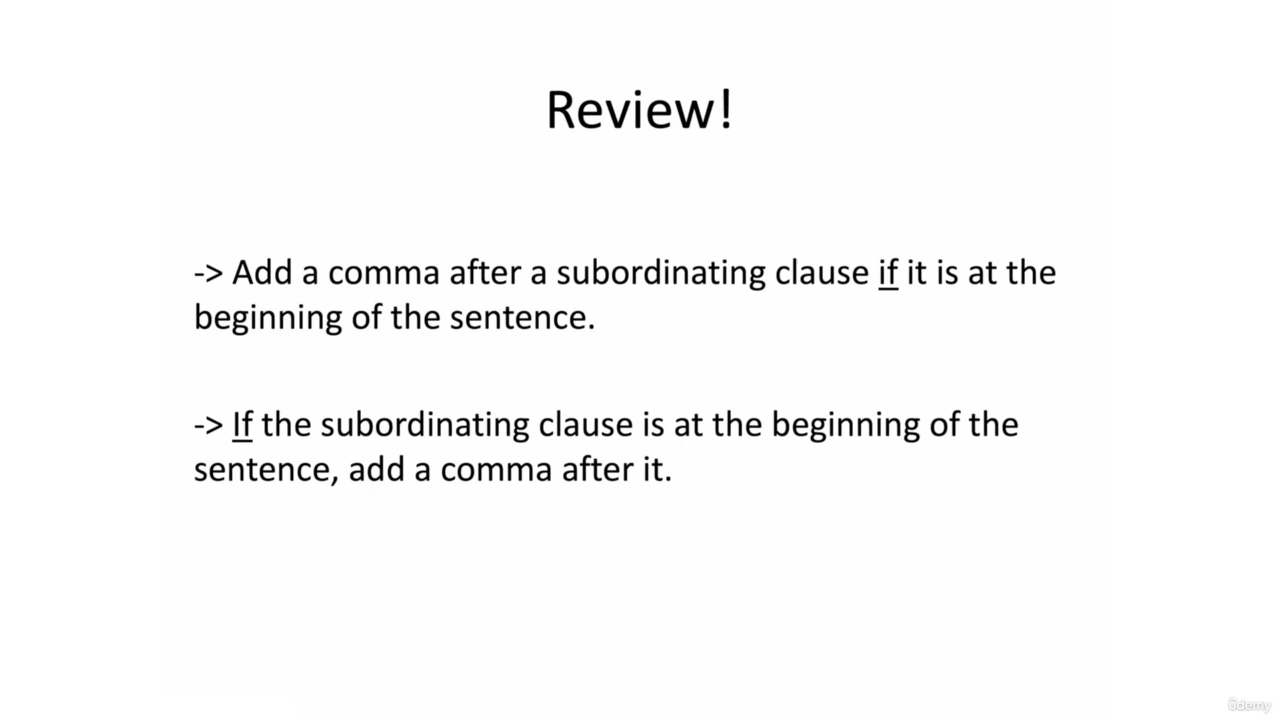 Review!
-> Add a comma after a subordinating clause if it is at the
beginning of the sentence.
-> If the subordinating clause is at the beginning of the
sentence, add a comma after it.
ûdemy